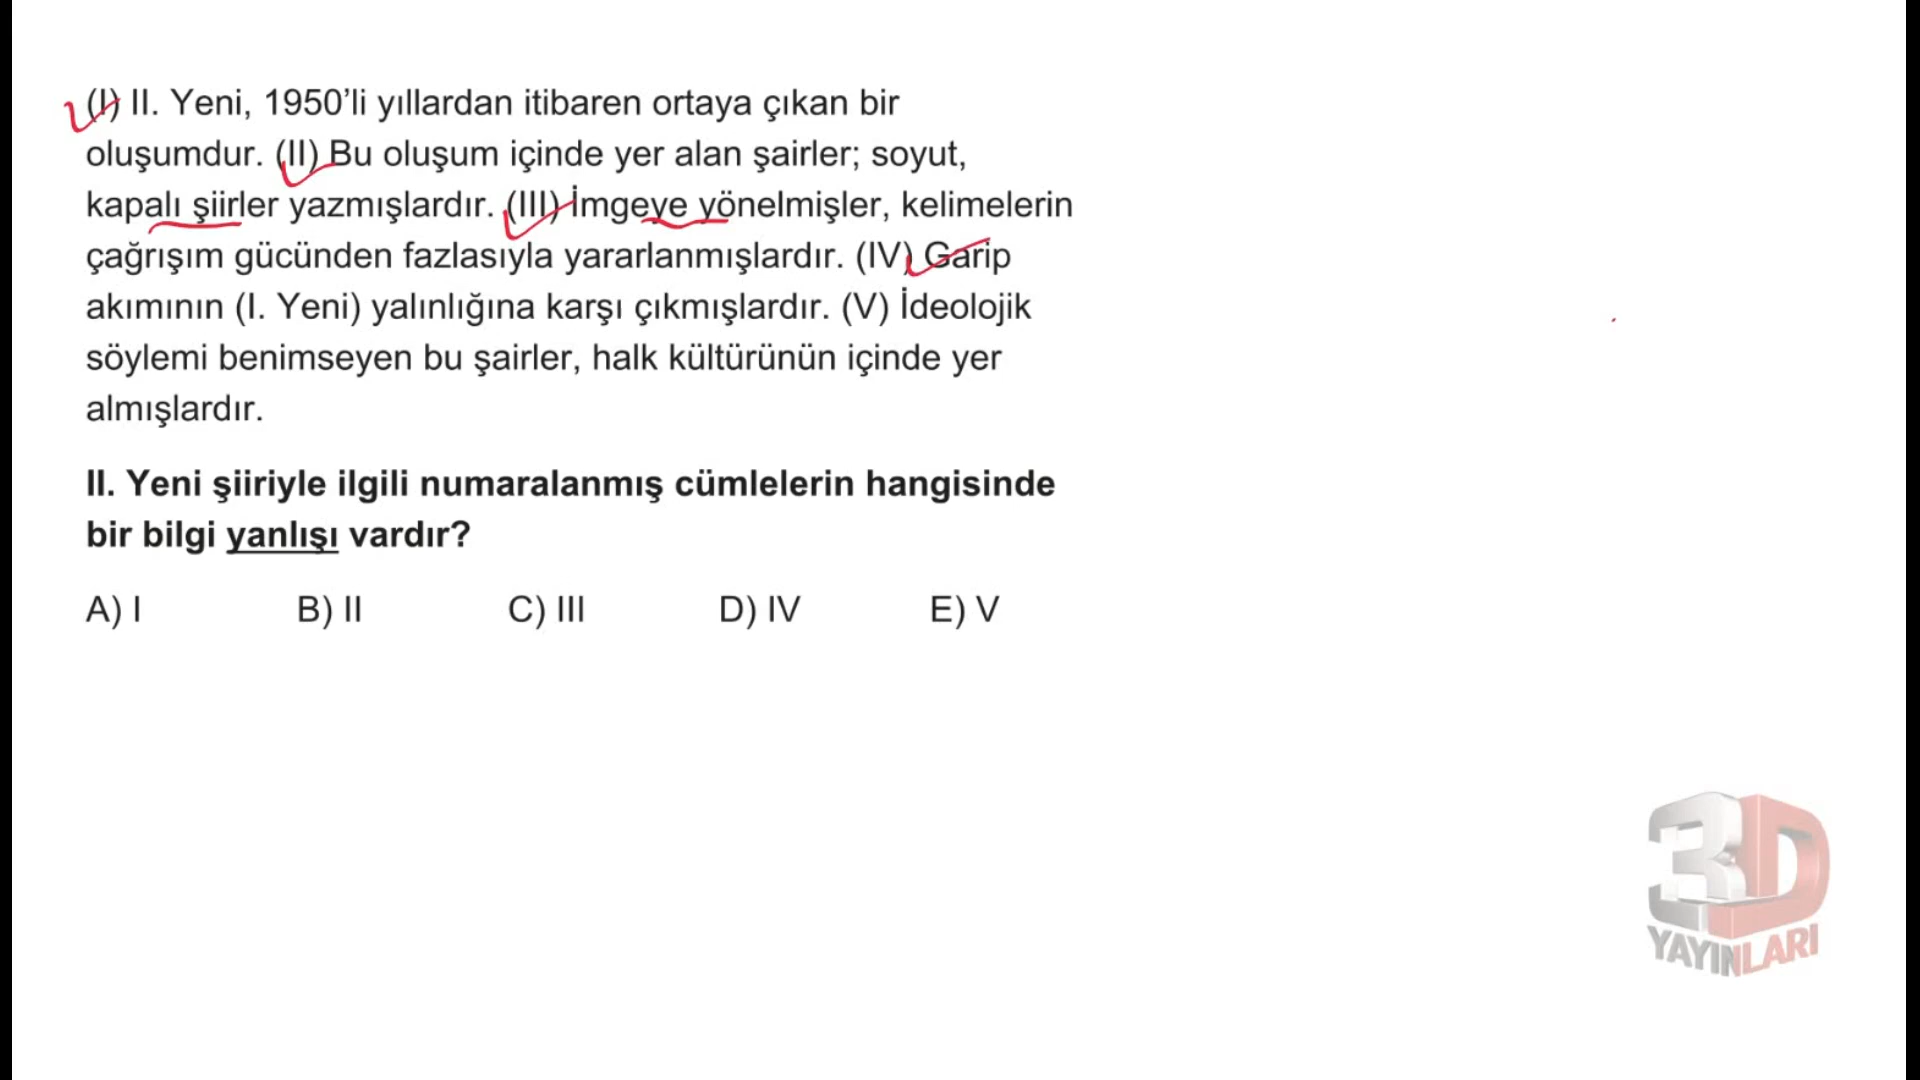 (I) II. Yeni, 1950’li yıllardan itibaren ortaya çıkan bir
oluşumdur. (II) Bu oluşum içinde yer alan şairler; soyut,
kapalı şiirler yazmışlardır. (III) İmgeye yönelmişler, kelimelerin
çağrışım gücünden fazlasıyla yararlanmışlardır. (IV) Garip
akımının (I. Yeni) yalınlığına karşı çıkmışlardır. (V) İdeolojik
söylemi benimseyen bu şairler, halk kültürünün içinde yer
almışlardır.
II. Yeni şiiriyle ilgili numaralanmış cümlelerin hangisinde
bir bilgi yanlışı vardır?
A) I B) II C) III D) IV E) V
3D
YAYINLARI